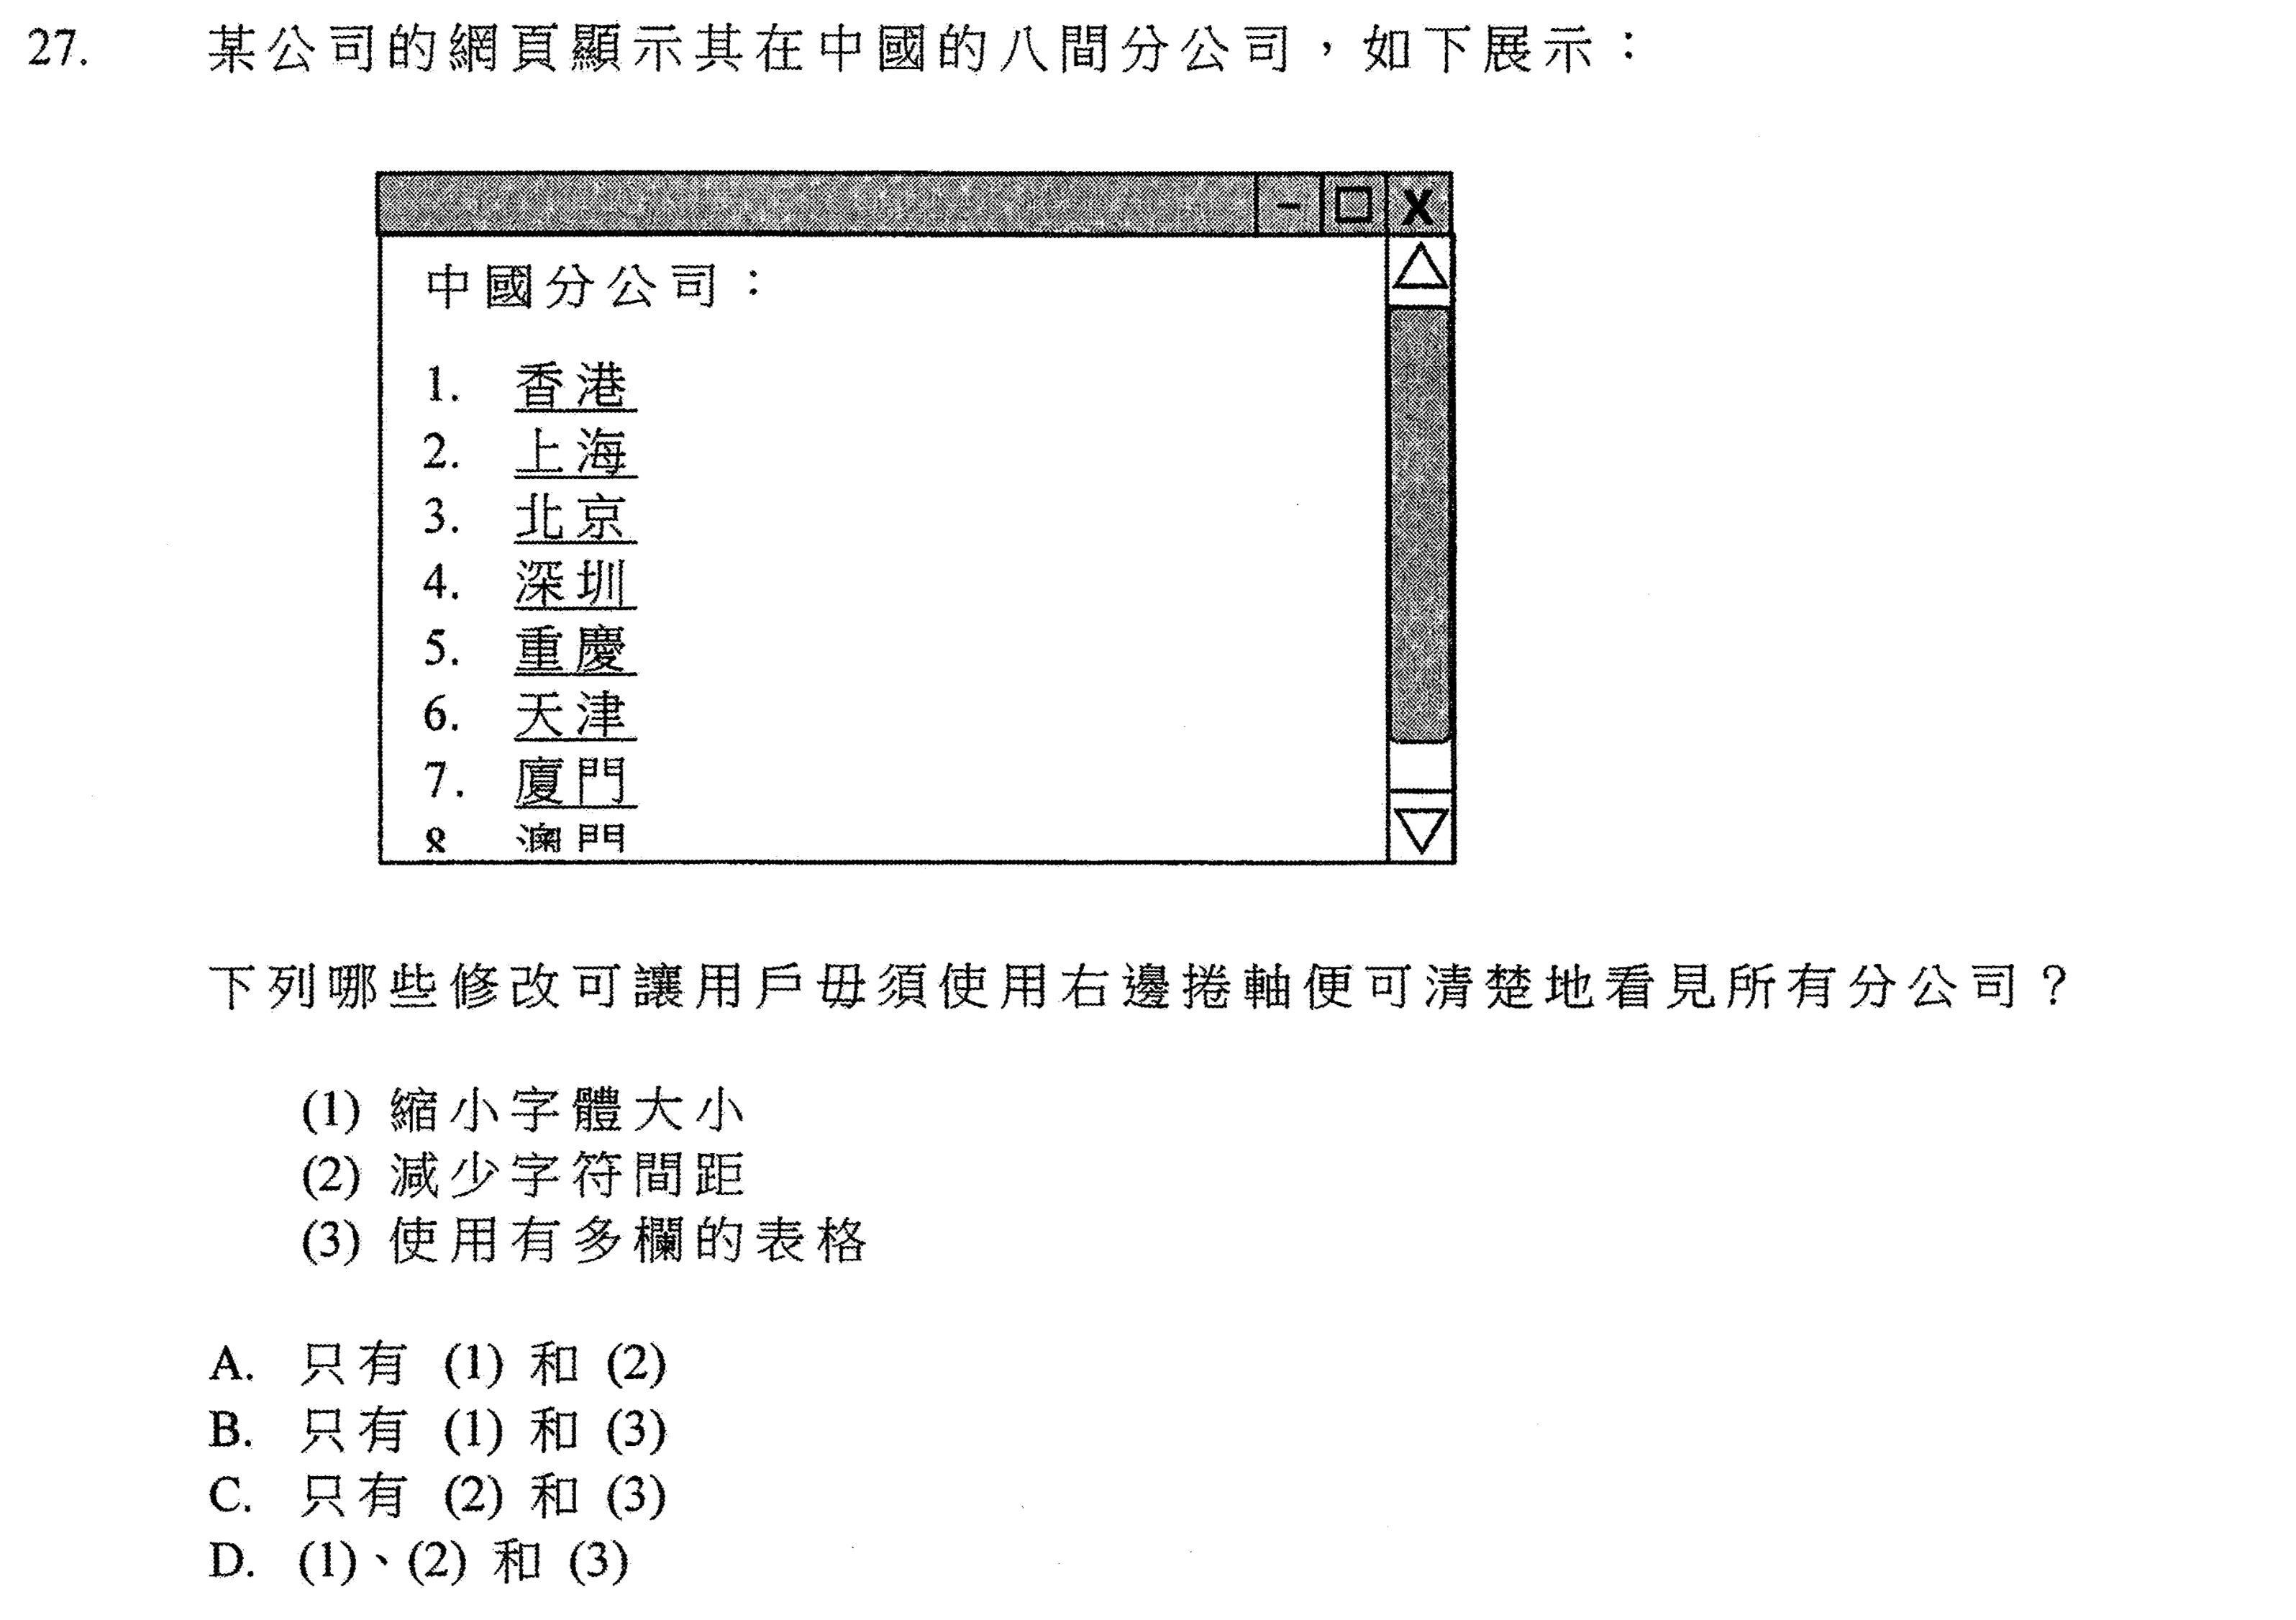 27. 某公司的網頁顯示其在中國的八間分公司，如下展示：
X
中國分公司：
1. 香港
2. 上海
3. 北京
4. 深圳
5. 重慶
6. 天津
7. 廈門
8 澳門
下列哪些修改可讓用戶毋須使用右邊捲軸便可清楚地看見所有分公司？
(1) 縮小字體大小
(2) 減少字符間距
(3) 使用有多欄的表格
A. 只有 (1) 和 (2)
B. 只有 (1) 和 (3)
C. 只有 (2) 和 (3)
D. (1)、(2) 和 (3)